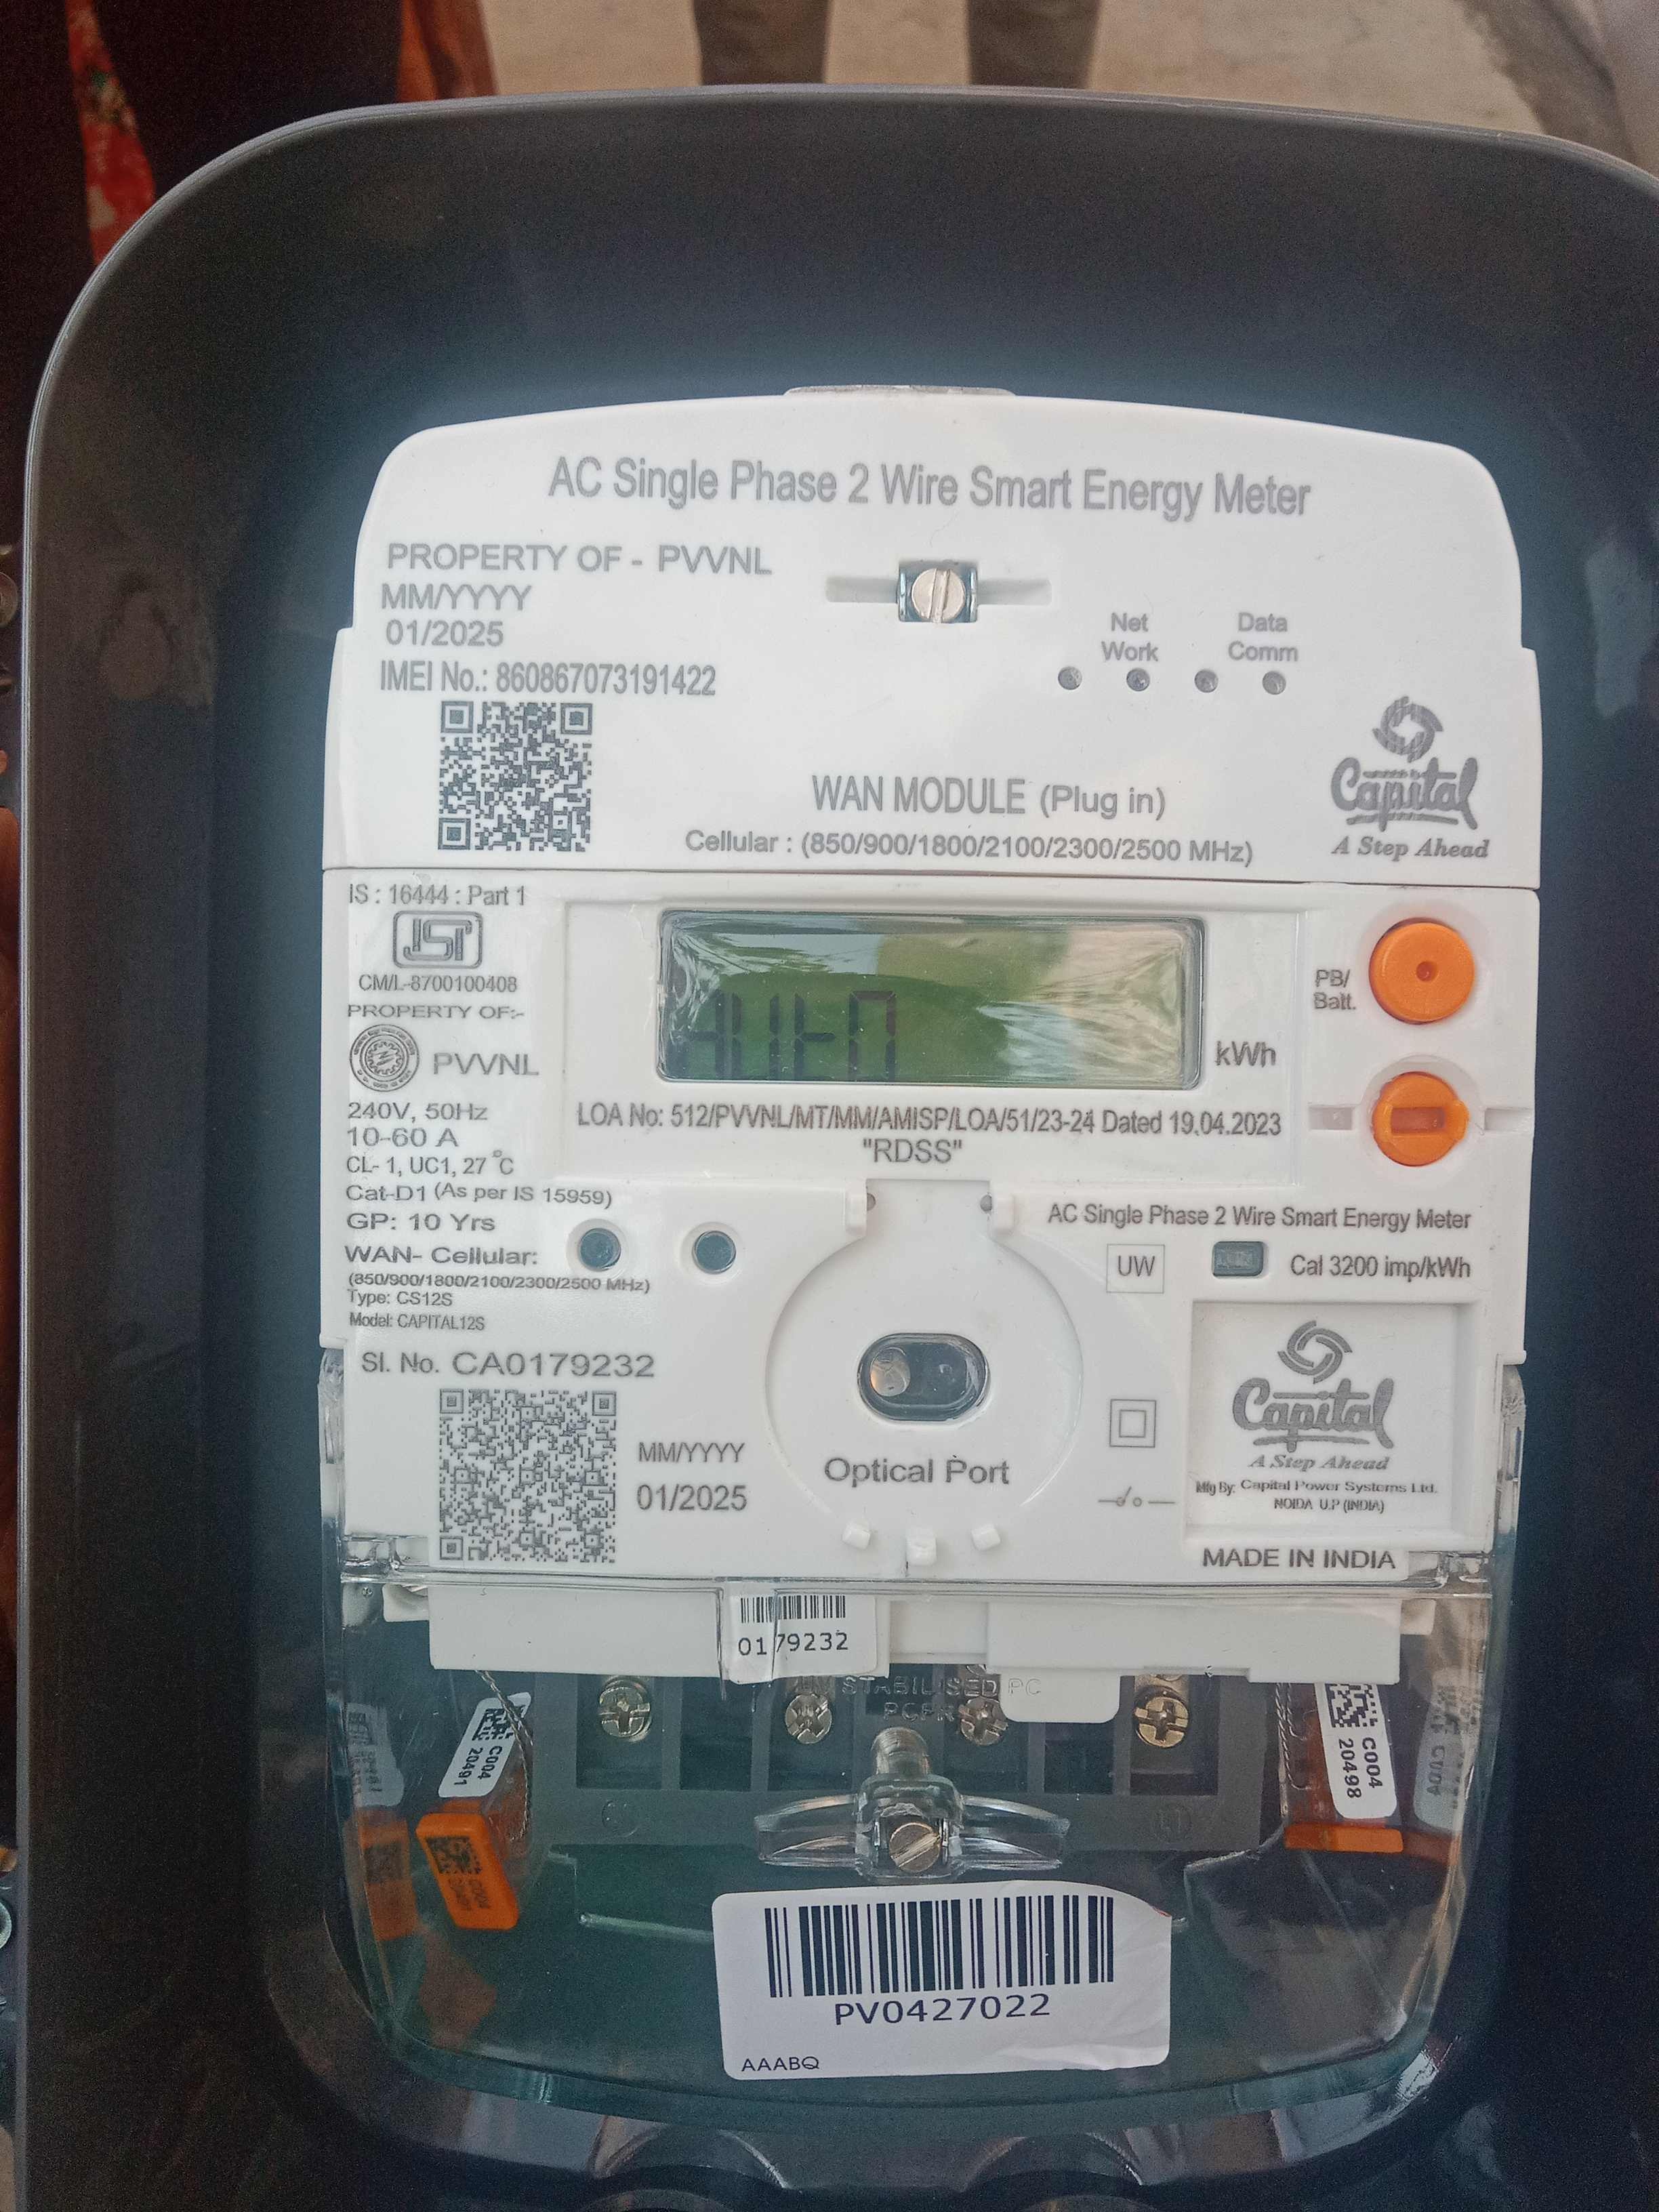 AC Single Phase 2 Wire Smart Energy Meter
PROPERTY OF - PVVNL
MM/YYYY
01/2025
IMEI No.: 860867073191422
Net Work
Data Comm
WAN MODULE (Plug in)
Cellular : (850/900/1800/2100/2300/2500 MHz)
Capital
A Step Ahead
IS : 16444 : Part 1
ISI
CM/L-8700100408
PROPERTY OF:-
PVVNL
240V, 50Hz
10-60 A
CL- 1, UC1, 27 °C
Cat-D1 (As per IS 15959)
GP: 10 Yrs
WAN- Cellular:
(850/900/1800/2100/2300/2500 MHz)
Type: CS12S
Model: CAPITAL12S
PB/
Batt.
kWh
LOA No: 512/PVVNL/MT/MM/AMISP/LOA/51/23-24 Dated 19.04.2023
"RDSS"
AC Single Phase 2 Wire Smart Energy Meter
UW
Cal 3200 imp/kWh
Sl. No. CA0179232
MM/YYYY
01/2025
Optical Port
Capital
A Step Ahead
Mfg By: Capital Power Systems Ltd.
NOIDA U.P (INDIA)
MADE IN INDIA
0179232
STABILISED PC
C004
20491
C004
20498
PV0427022
AAABQ